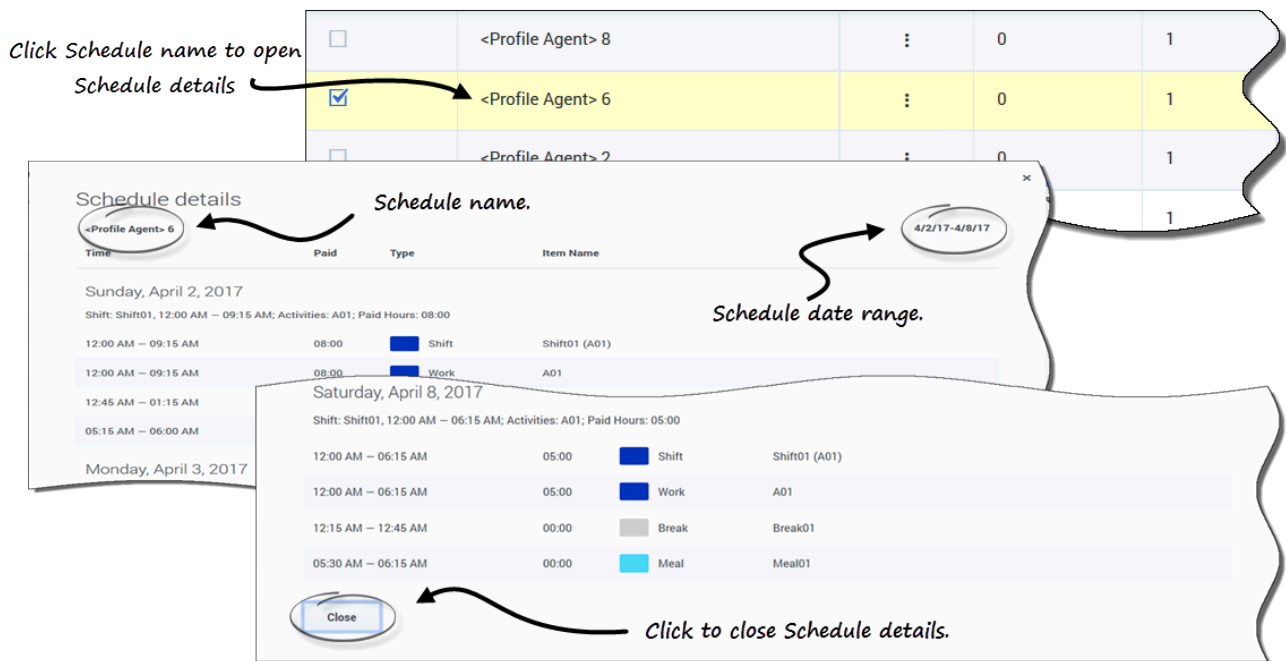 Click Schedule name to open
Schedule details
<Profile Agent> 8 ⋮ 0 1
<Profile Agent> 6 ⋮ 0 1
<Profile Agent> 2 ⋮ 0 1
1
Schedule details ×
<Profile Agent> 6
Schedule name.
4/2/17-4/8/17
Schedule date range.
Time Paid Type Item Name
Sunday, April 2, 2017
Shift: Shift01, 12:00 AM — 09:15 AM; Activities: A01; Paid Hours: 08:00
12:00 AM — 09:15 AM 08:00 Shift Shift01 (A01)
12:00 AM — 09:15 AM 08:00 Work A01
12:45 AM — 01:15 AM
05:15 AM — 06:00 AM
Monday, April 3, 2017
Saturday, April 8, 2017
Shift: Shift01, 12:00 AM — 06:15 AM; Activities: A01; Paid Hours: 05:00
12:00 AM — 06:15 AM 05:00 Shift Shift01 (A01)
12:00 AM — 06:15 AM 05:00 Work A01
12:15 AM — 12:45 AM 00:00 Break Break01
05:30 AM — 06:15 AM 00:00 Meal Meal01
Close
Click to close Schedule details.